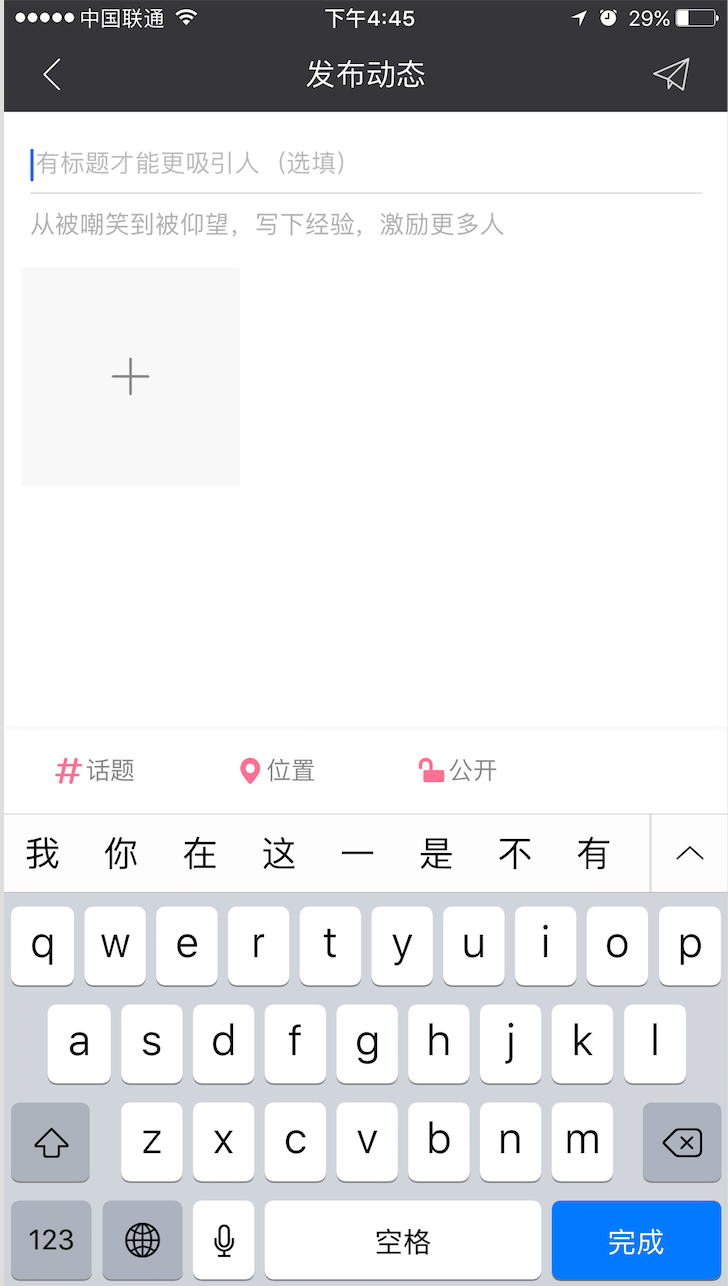 中国联通 下午4:45 29%
发布动态
有标题才能更吸引人（选填）
从被嘲笑到被仰望，写下经验，激励更多人
#话题 位置 公开
我 你 在 这 一 是 不 有
q w e r t y u i o p
a s d f g h j k l
z x c v b n m
123 空格 完成